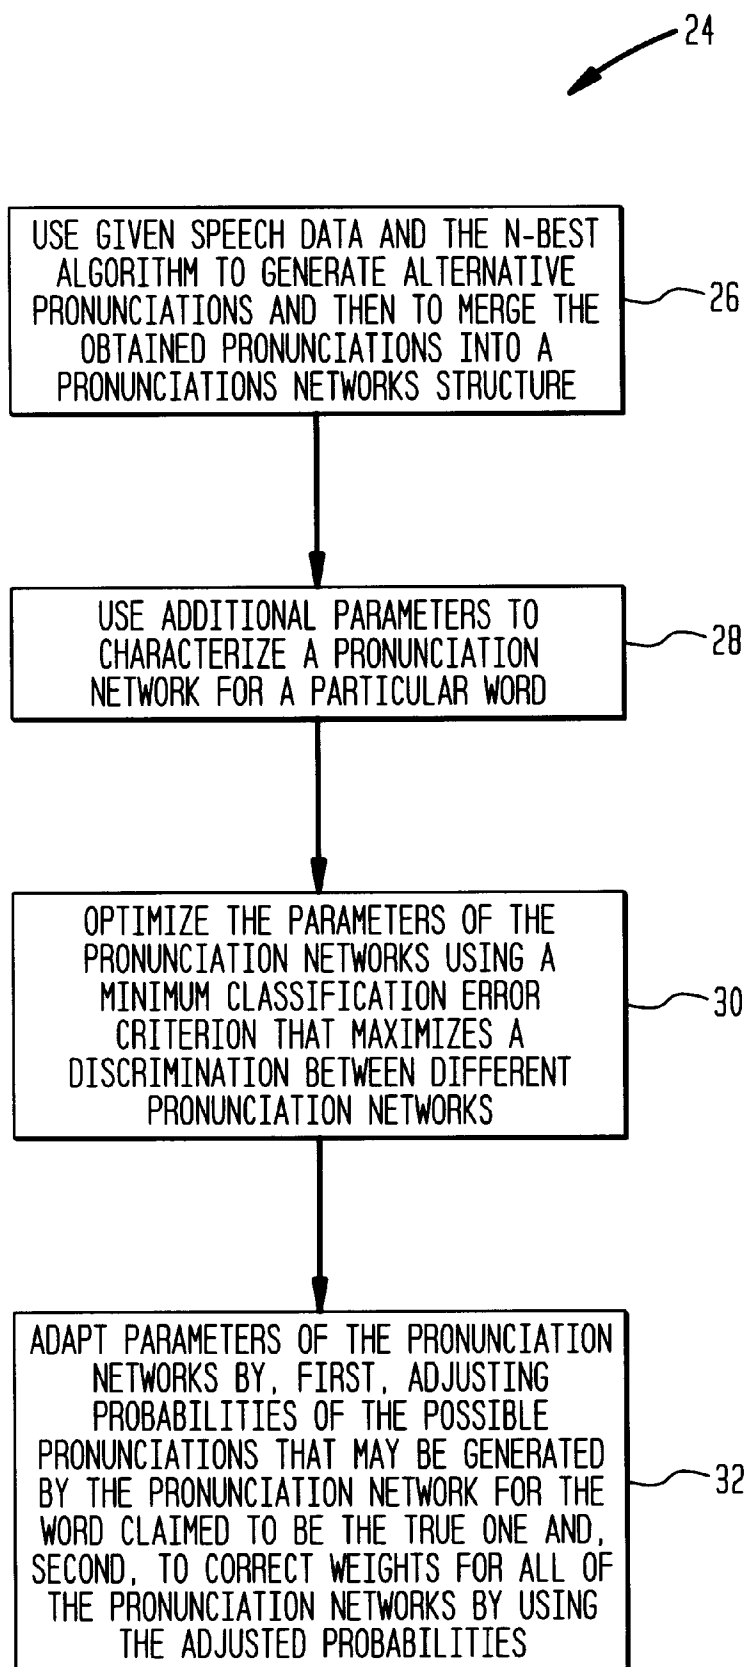 24
USE GIVEN SPEECH DATA AND THE N-BEST
ALGORITHM TO GENERATE ALTERNATIVE
PRONUNCIATIONS AND THEN TO MERGE THE
OBTAINED PRONUNCIATIONS INTO A
PRONUNCIATIONS NETWORKS STRUCTURE
26
USE ADDITIONAL PARAMETERS TO
CHARACTERIZE A PRONUNCIATION
NETWORK FOR A PARTICULAR WORD
28
OPTIMIZE THE PARAMETERS OF THE
PRONUNCIATION NETWORKS USING A
MINIMUM CLASSIFICATION ERROR
CRITERION THAT MAXIMIZES A
DISCRIMINATION BETWEEN DIFFERENT
PRONUNCIATION NETWORKS
30
ADAPT PARAMETERS OF THE PRONUNCIATION
NETWORKS BY, FIRST, ADJUSTING
PROBABILITIES OF THE POSSIBLE
PRONUNCIATIONS THAT MAY BE GENERATED
BY THE PRONUNCIATION NETWORK FOR THE
WORD CLAIMED TO BE THE TRUE ONE AND,
SECOND, TO CORRECT WEIGHTS FOR ALL OF
THE PRONUNCIATION NETWORKS BY USING
THE ADJUSTED PROBABILITIES
32